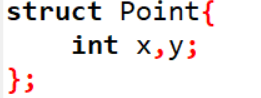 struct Point{
    int x,y;
};